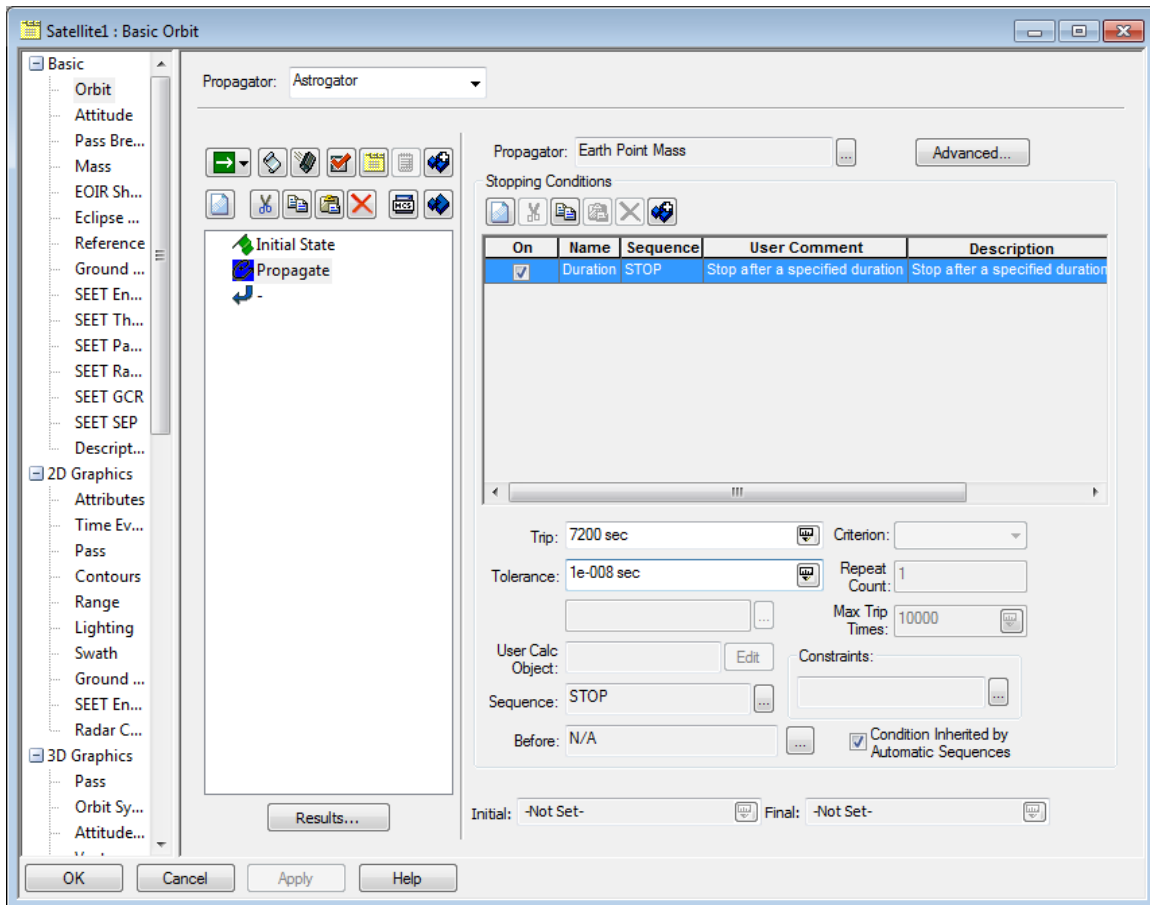 Satellite1 : Basic Orbit
Basic
Orbit
Attitude
Pass Bre...
Mass
EOIR Sh...
Eclipse ...
Reference
Ground ...
SEET En...
SEET Th...
SEET Pa...
SEET Ra...
SEET GCR
SEET SEP
Descript...
2D Graphics
Attributes
Time Ev...
Pass
Contours
Range
Lighting
Swath
Ground ...
SEET En...
Radar C...
3D Graphics
Pass
Orbit Sy...
Attitude...
Propagator: Astrogator
MCS
Initial State
Propagate
-
Results...
Propagator: Earth Point Mass ... Advanced...
Stopping Conditions
On Name Sequence User Comment Description
Duration STOP Stop after a specified duration Stop after a specified duration
Trip: 7200 sec Criterion:
Tolerance: 1e-008 sec Repeat Count: 1
... Max Trip Times: 10000
User Calc Object: Edit Constraints:
...
Sequence: STOP ...
Before: N/A ... Condition Inherited by
Automatic Sequences
Initial: -Not Set- Final: -Not Set-
OK Cancel Apply Help